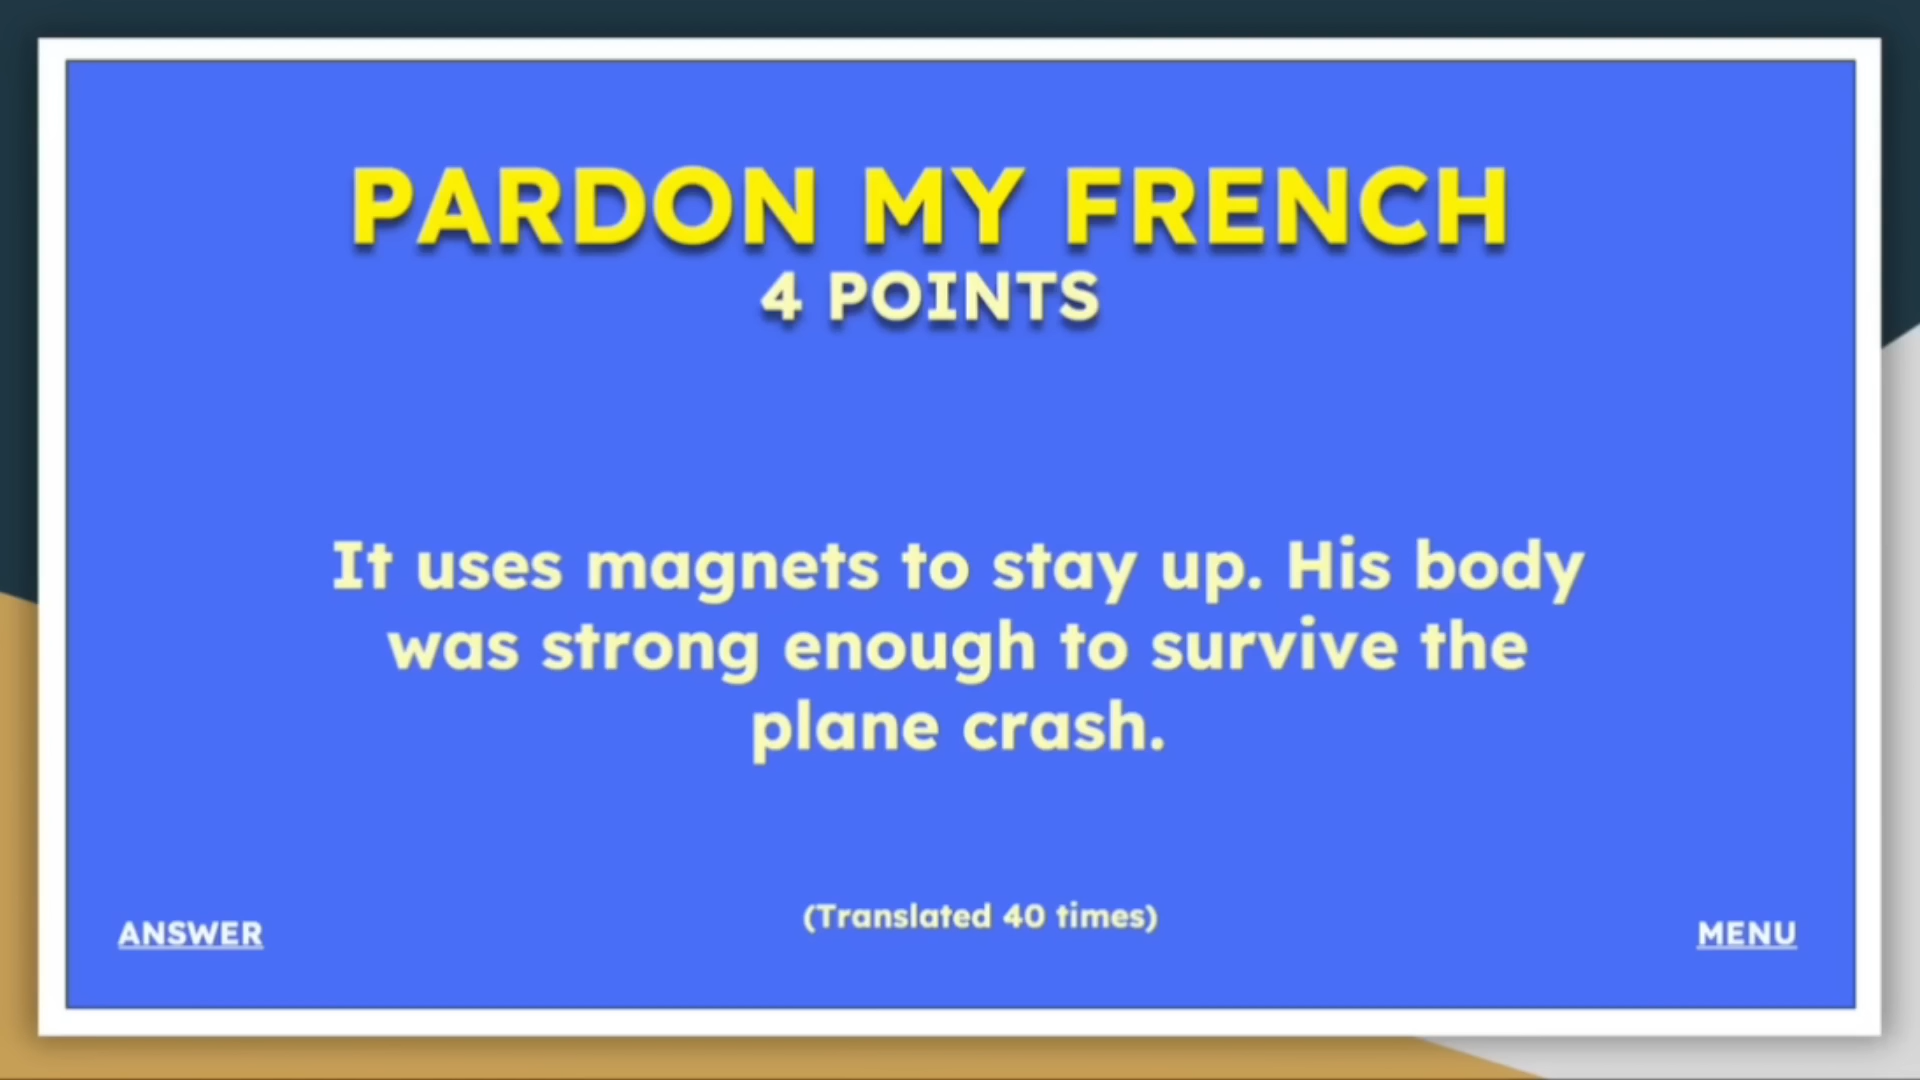 PARDON MY FRENCH
4 POINTS
It uses magnets to stay up. His body
was strong enough to survive the
plane crash.
(Translated 40 times)
ANSWER
MENU